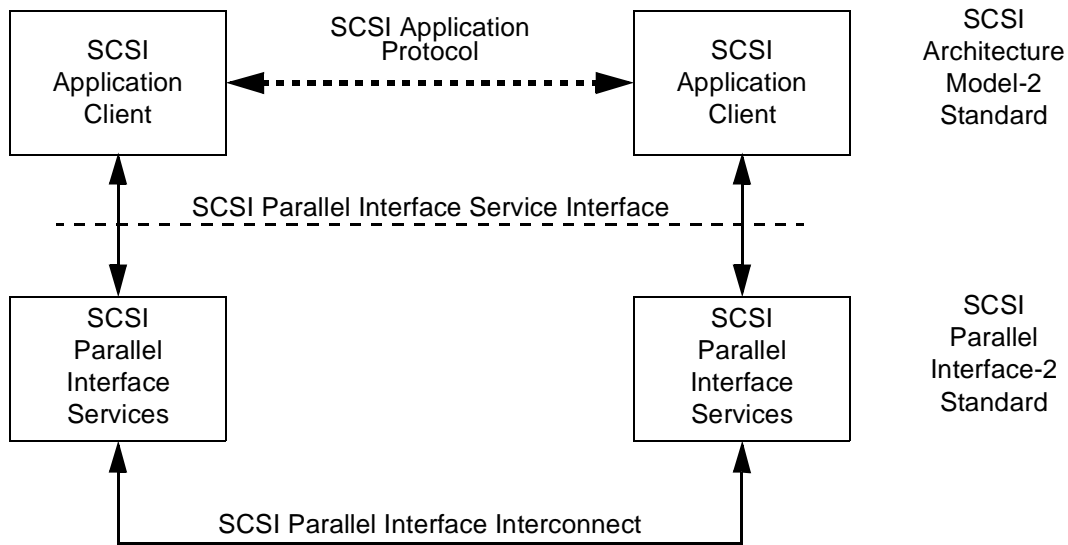 SCSI
Application
Client
SCSI Application
Protocol
SCSI
Application
Client
SCSI
Architecture
Model-2
Standard
SCSI Parallel Interface Service Interface
SCSI
Parallel
Interface
Services
SCSI
Parallel
Interface
Services
SCSI
Parallel
Interface-2
Standard
SCSI Parallel Interface Interconnect